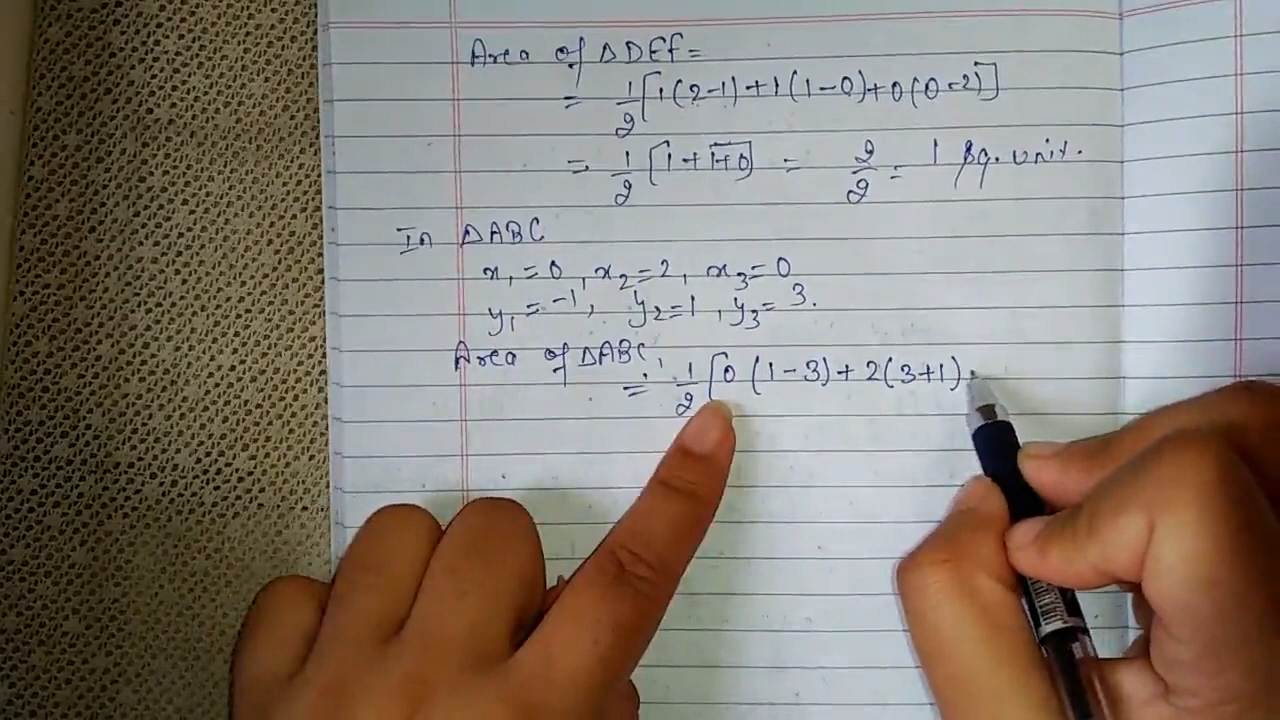 Area of ΔDEF=
= 1/2 [1(2-1)+1(1-0)+0(0-2)]
= 1/2 [1+1+0] = 2/2 = 1 sq. unit.
In ΔABC
x₁=0, x₂=2, x₃=0
y₁=-1, y₂=1, y₃=3.
Area of ΔABC,
= 1/2 [0(1-3)+2(3+1)